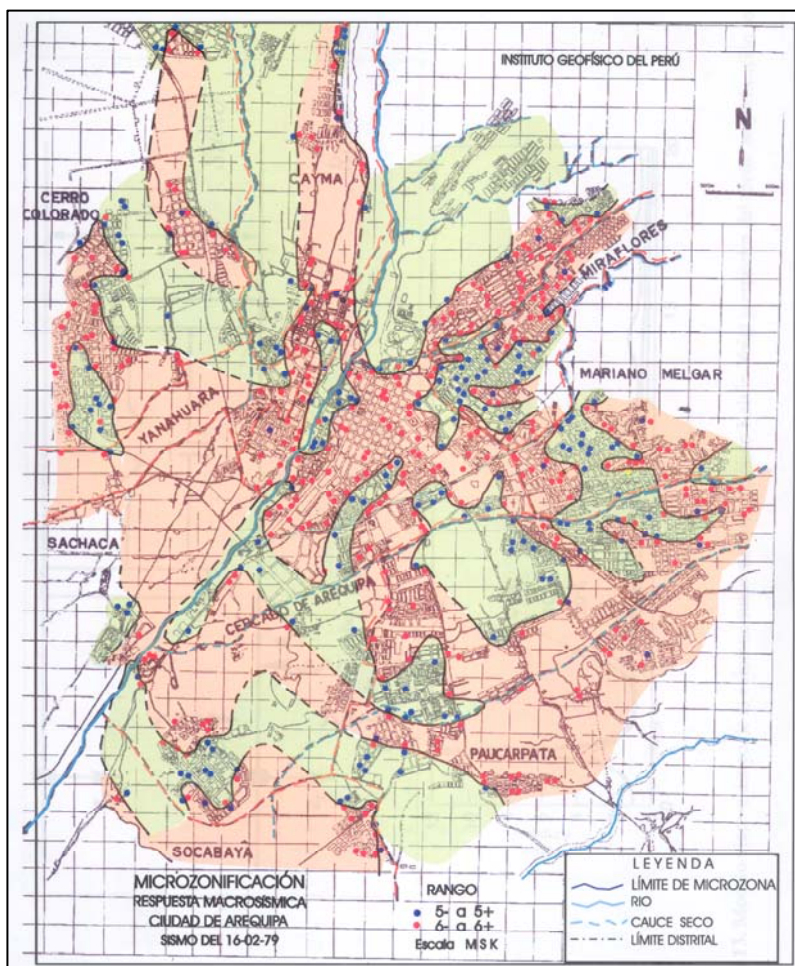 INSTITUTO GEOFÍSICO DEL PERÚ
N
CAYMA
CERRO
COLORADO
MIRAFLORES
MARIANO MELGAR
YANAHUARA
SACHACA
CERCADO DE AREQUIPA
PAUCARPATA
SOCABAYA
MICROZONIFICACIÓN
RESPUESTA MACROSÍSMICA
CIUDAD DE AREQUIPA
SISMO DEL 16-02-79
RANGO
5- a 5+
6- a 6+
Escala M S K
LEYENDA
LÍMITE DE MICROZONA
RIO
CAUCE SECO
LÍMITE DISTRITAL